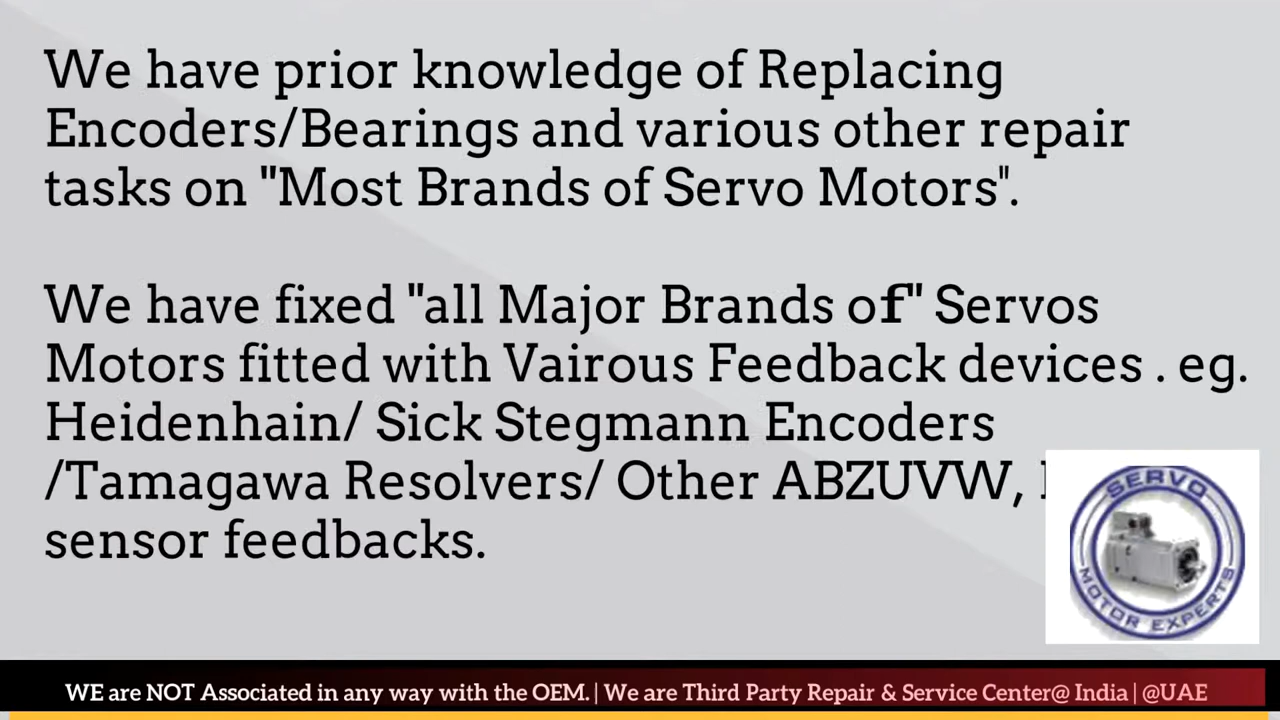 We have prior knowledge of Replacing
Encoders/Bearings and various other repair
tasks on "Most Brands of Servo Motors".
We have fixed "all Major Brands of" Servos
Motors fitted with Vairous Feedback devices . eg.
Heidenhain/ Sick Stegmann Encoders
/Tamagawa Resolvers/ Other ABZUVW,
sensor feedbacks.
SERVO
MOTOR EXPERTS
WE are NOT Associated in any way with the OEM. | We are Third Party Repair & Service Center@ India | @UAE